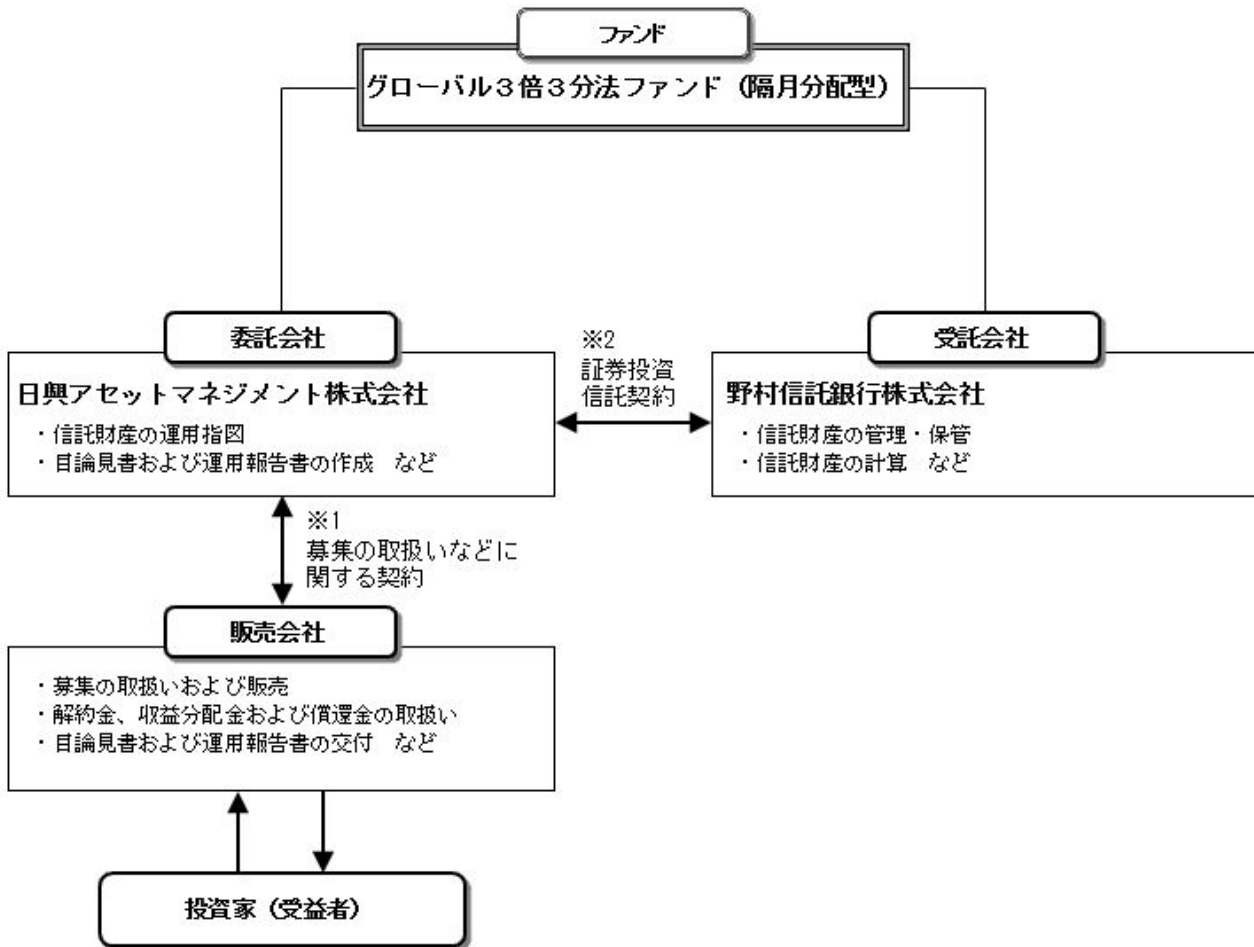 ファンド
グローバル3倍3分法ファンド（隔月分配型）
委託会社
日興アセットマネジメント株式会社
・信託財産の運用指図
・目論見書および運用報告書の作成　など
※2
証券投資
信託契約
受託会社
野村信託銀行株式会社
・信託財産の管理・保管
・信託財産の計算　など
※1
募集の取扱いなどに
関する契約
販売会社
・募集の取扱いおよび販売
・解約金、収益分配金および償還金の取扱い
・目論見書および運用報告書の交付　など
投資家（受益者）